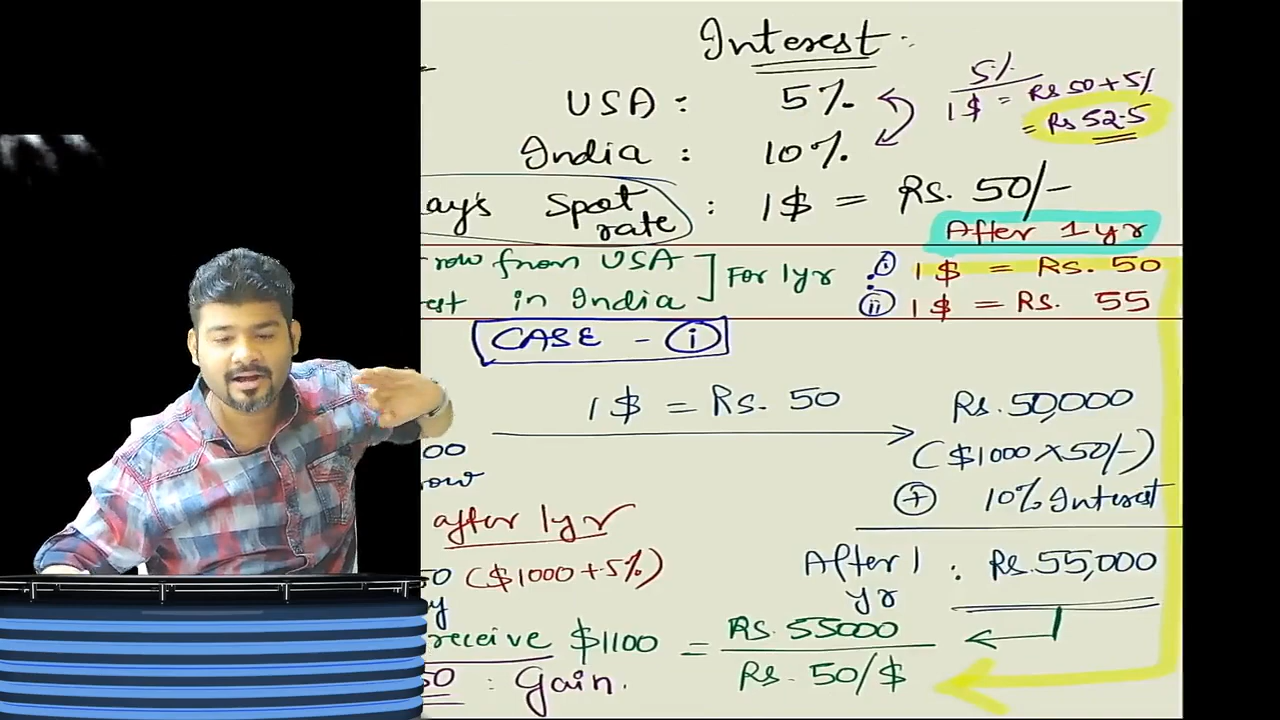 Interest
USA : 5%
5%
1$ = Rs 50 + 5%
= Rs 52.5
India : 10%
Spot rate : 1$ = Rs. 50/-
After 1 yr
from USA
in India
For 1yr
(i) 1$ = Rs. 50
(ii) 1$ = Rs. 55
CASE - (i)
1$ = Rs. 50
Rs. 50,000
($1000 x 50/-)
+ 10% Interest
after 1yr
($1000 + 5%)
After 1 yr : Rs. 55,000
receive $1100 = Rs. 55000
Rs. 50/$
50 : Gain.